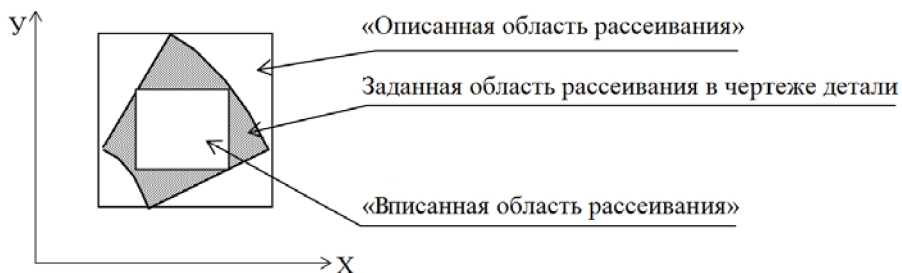 У
«Описанная область рассеивания»
Заданная область рассеивания в чертеже детали
«Вписанная область рассеивания»
Х